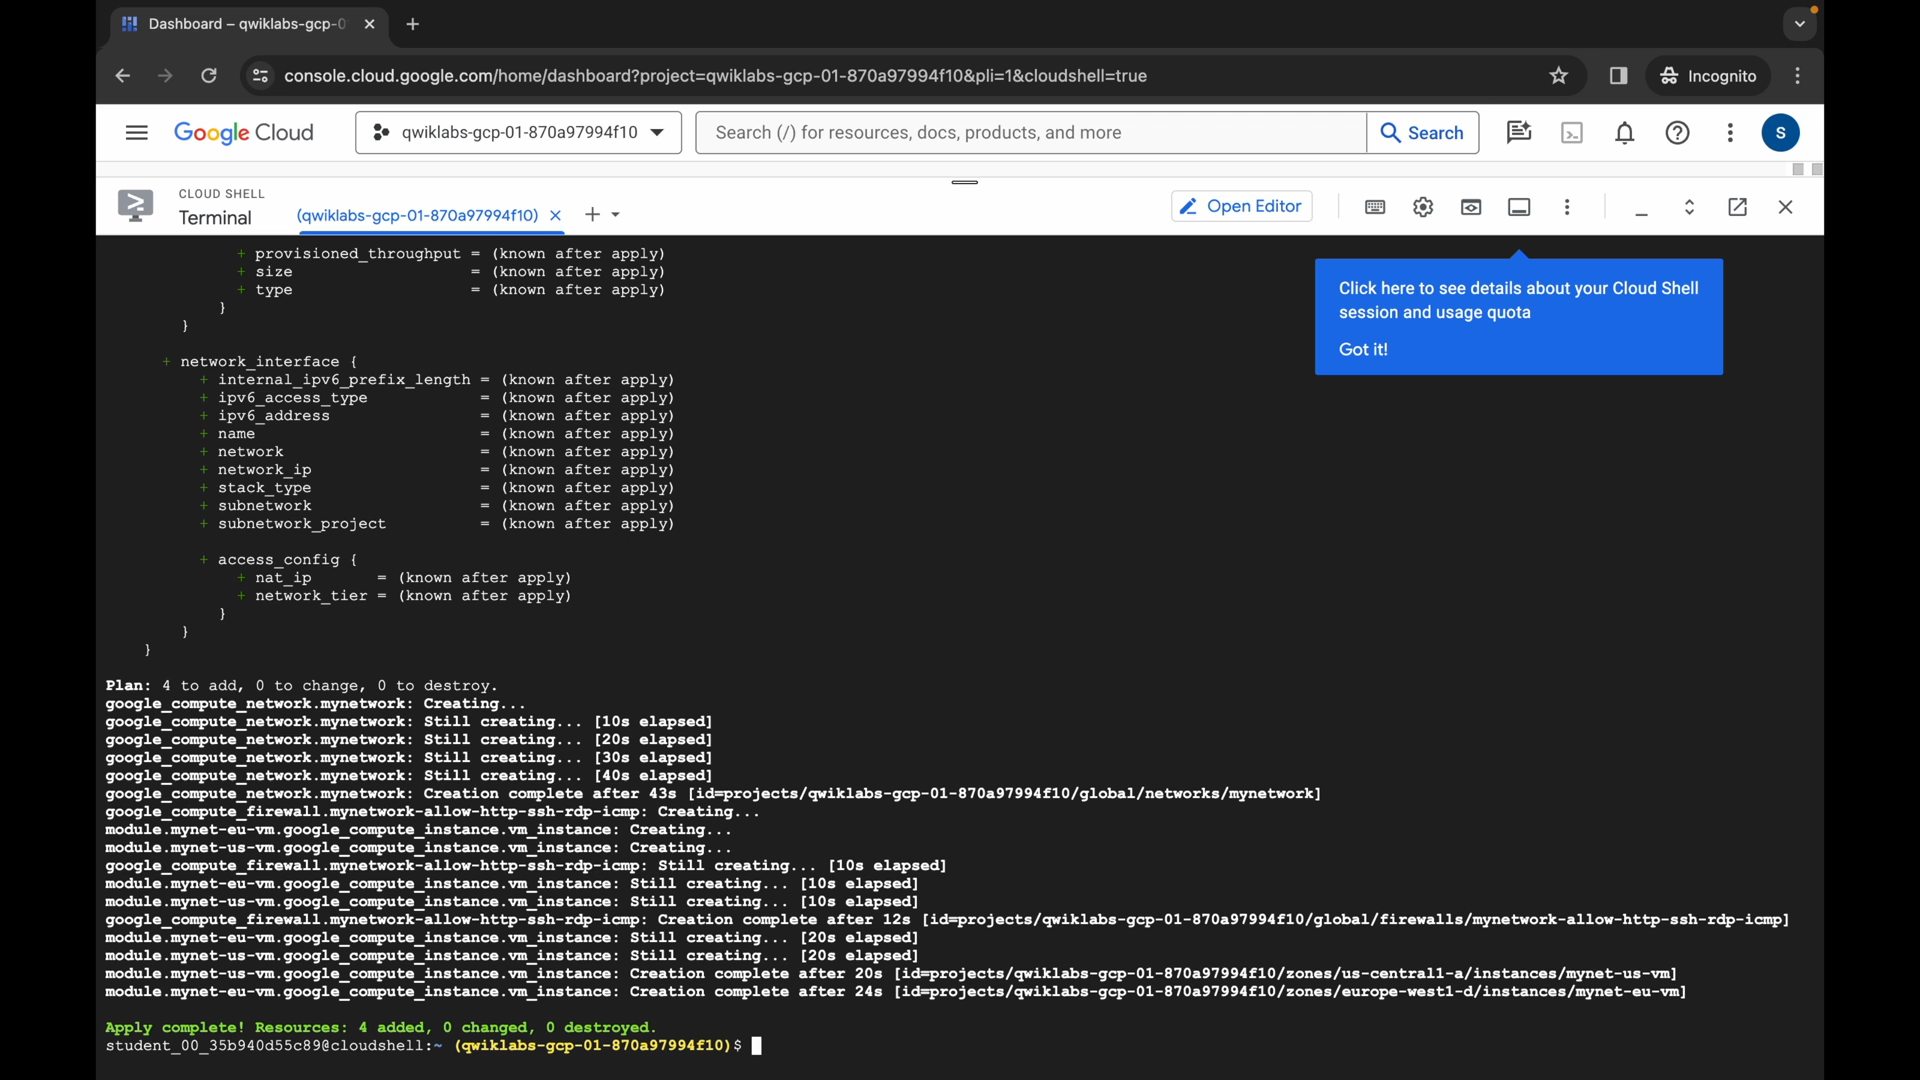 Dashboard – qwiklabs-gcp-0
console.cloud.google.com/home/dashboard?project=qwiklabs-gcp-01-870a97994f10&pli=1&cloudshell=true
Incognito
Google Cloud
qwiklabs-gcp-01-870a97994f10
Search (/) for resources, docs, products, and more
Search
S
CLOUD SHELL
Terminal
(qwiklabs-gcp-01-870a97994f10)
Open Editor
Click here to see details about your Cloud Shell
session and usage quota
Got it!
+ provisioned_throughput = (known after apply)
+ size = (known after apply)
+ type = (known after apply)
}
}
+ network_interface {
+ internal_ipv6_prefix_length = (known after apply)
+ ipv6_access_type = (known after apply)
+ ipv6_address = (known after apply)
+ name = (known after apply)
+ network = (known after apply)
+ network_ip = (known after apply)
+ stack_type = (known after apply)
+ subnetwork = (known after apply)
+ subnetwork_project = (known after apply)
+ access_config {
+ nat_ip = (known after apply)
+ network_tier = (known after apply)
}
}
}
Plan: 4 to add, 0 to change, 0 to destroy.
google_compute_network.mynetwork: Creating...
google_compute_network.mynetwork: Still creating... [10s elapsed]
google_compute_network.mynetwork: Still creating... [20s elapsed]
google_compute_network.mynetwork: Still creating... [30s elapsed]
google_compute_network.mynetwork: Still creating... [40s elapsed]
google_compute_network.mynetwork: Creation complete after 43s [id=projects/qwiklabs-gcp-01-870a97994f10/global/networks/mynetwork]
google_compute_firewall.mynetwork-allow-http-ssh-rdp-icmp: Creating...
module.mynet-eu-vm.google_compute_instance.vm_instance: Creating...
module.mynet-us-vm.google_compute_instance.vm_instance: Creating...
google_compute_firewall.mynetwork-allow-http-ssh-rdp-icmp: Still creating... [10s elapsed]
module.mynet-eu-vm.google_compute_instance.vm_instance: Still creating... [10s elapsed]
module.mynet-us-vm.google_compute_instance.vm_instance: Still creating... [10s elapsed]
google_compute_firewall.mynetwork-allow-http-ssh-rdp-icmp: Creation complete after 12s [id=projects/qwiklabs-gcp-01-870a97994f10/global/firewalls/mynetwork-allow-http-ssh-rdp-icmp]
module.mynet-eu-vm.google_compute_instance.vm_instance: Still creating... [20s elapsed]
module.mynet-us-vm.google_compute_instance.vm_instance: Still creating... [20s elapsed]
module.mynet-us-vm.google_compute_instance.vm_instance: Creation complete after 20s [id=projects/qwiklabs-gcp-01-870a97994f10/zones/us-central1-a/instances/mynet-us-vm]
module.mynet-eu-vm.google_compute_instance.vm_instance: Creation complete after 24s [id=projects/qwiklabs-gcp-01-870a97994f10/zones/europe-west1-d/instances/mynet-eu-vm]
Apply complete! Resources: 4 added, 0 changed, 0 destroyed.
student_00_35b940d55c89@cloudshell:~ (qwiklabs-gcp-01-870a97994f10)$